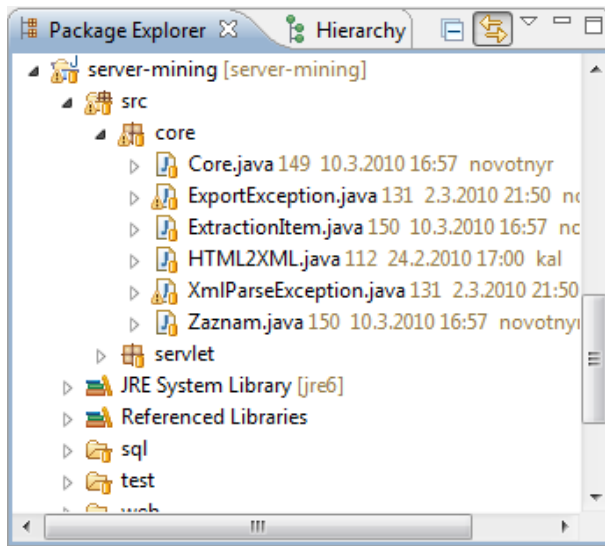 Package Explorer Hierarchy
server-mining [server-mining]
src
core
Core.java 149 10.3.2010 16:57 novotnyr
ExportException.java 131 2.3.2010 21:50
ExtractionItem.java 150 10.3.2010 16:57
HTML2XML.java 112 24.2.2010 17:00 kal
XmlParseException.java 131 2.3.2010 21:50
Zaznam.java 150 10.3.2010 16:57 novotnyr
servlet
JRE System Library [jre6]
Referenced Libraries
sql
test